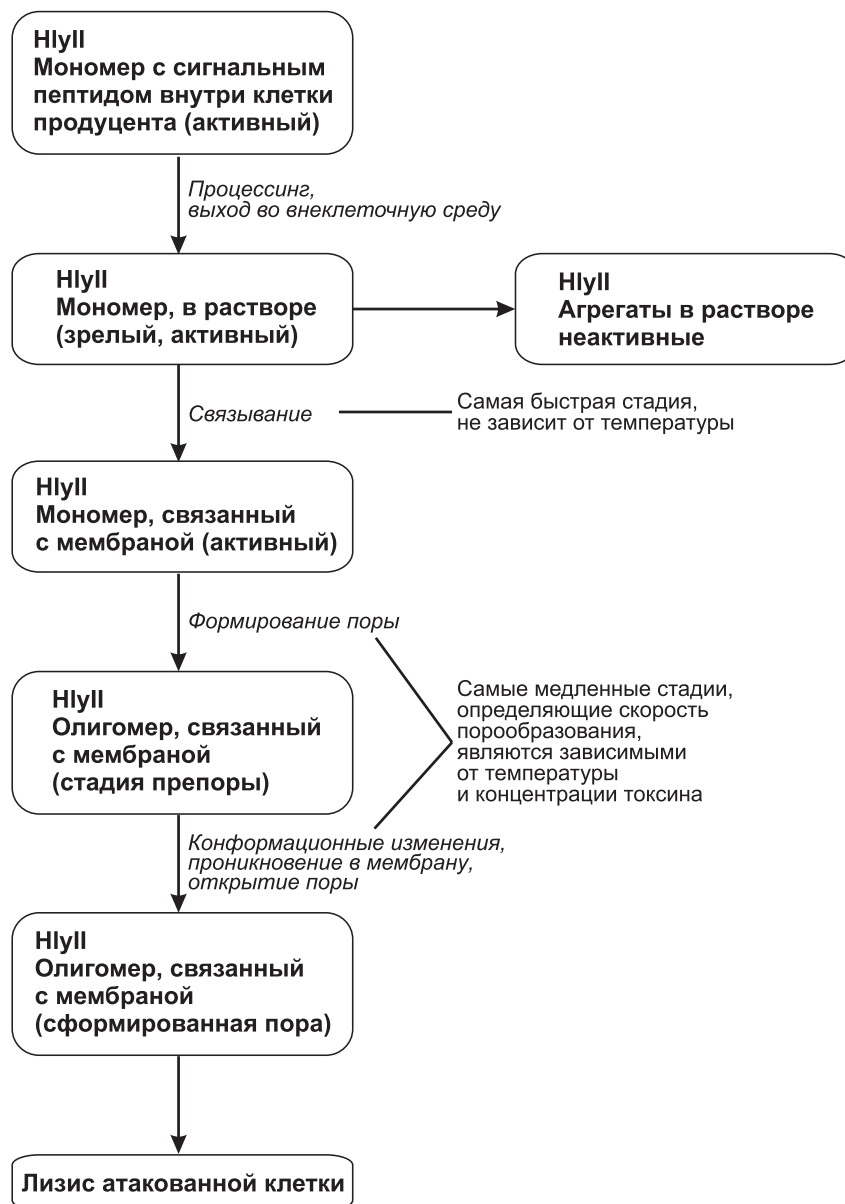 HlyII
Мономер с сигнальным
пептидом внутри клетки
продуцента (активный)
Процессинг,
выход во внеклеточную среду
HlyII
Мономер, в растворе
(зрелый, активный)
HlyII
Агрегаты в растворе
неактивные
Связывание
Самая быстрая стадия,
не зависит от температуры
HlyII
Мономер, связанный
с мембраной (активный)
Формирование поры
Самые медленные стадии,
определяющие скорость
порообразования,
являются зависимыми
от температуры
и концентрации токсина
HlyII
Олигомер, связанный
с мембраной
(стадия препоры)
Конформационные изменения,
проникновение в мембрану,
открытие поры
HlyII
Олигомер, связанный
с мембраной
(сформированная пора)
Лизис атакованной клетки